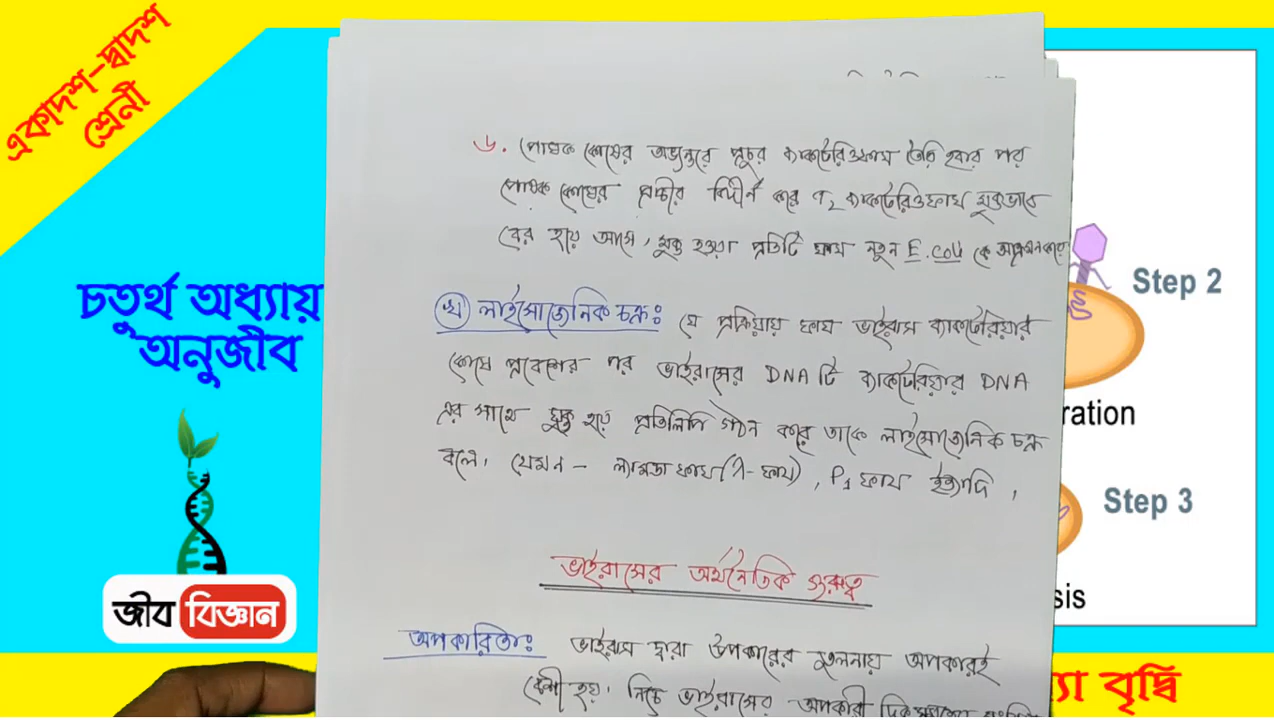 একাদশ-দ্বাদশ
শ্রেনী
চতুর্থ অধ্যায়
অনুজীব
জীব বিজ্ঞান
৬. পোষক কোষের অভ্যন্তরে প্রচুর ব্যাকটেরিওফায তৈরি হবার পর
পোষক কোষের প্রাচীর বিদীর্ন করে ব্যাকটেরিওফায মুক্তভাবে
বের হয়ে আসে। মুক্ত হওয়া প্রতিটি ফায নতুন E.coli কে আক্রমন করে
খ লাইসোজেনিক চক্র: যে প্রক্রিয়ায় ফায ভাইরাস ব্যাকটেরিয়ার
কোষে প্রবেশের পর ভাইরাসের DNA টি ব্যাকটেরিয়ার DNA
এর সাথে যুক্ত হয়ে প্রতিলিপি গঠন করে তাকে লাইসোজেনিক চক্র
বলে। যেমন - ল্যামডা ফায (λ-ফায), P1 ফায ইত্যাদি।
ভাইরাসের অর্থনৈতিক গুরুত্ব
অপকারিতা: ভাইরাস দ্বারা উপকারের তুলনায় অপকারই
বেশী হয়। নিচে ভাইরাসের অপকারী
Step 2
ration
Step 3
sis
্যা বৃদ্বি